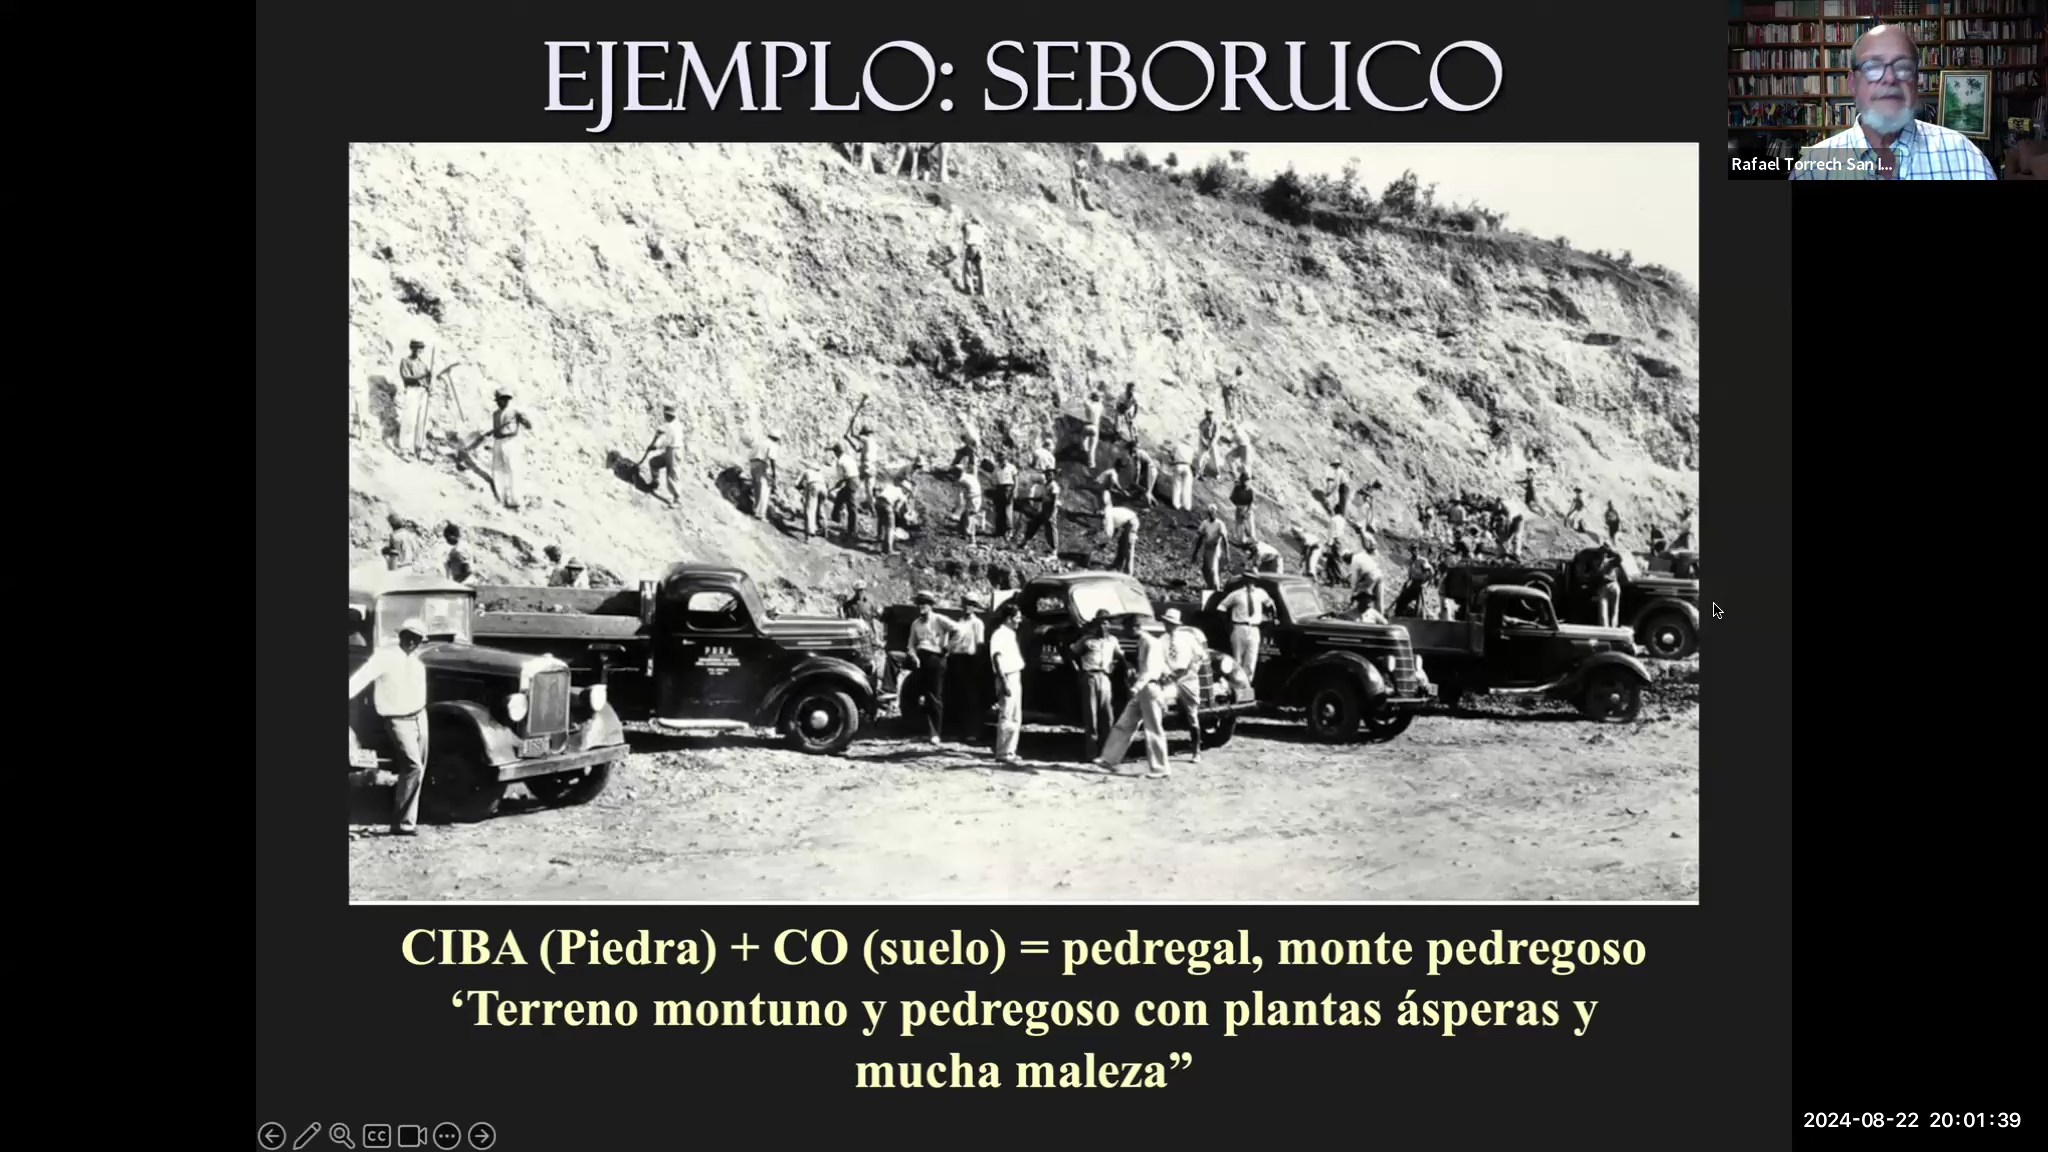 EJEMPLO: SEBORUCO
Rafael Torrech San I...
P.R.R.A.
CIBA (Piedra) + CO (suelo) = pedregal, monte pedregoso
‘Terreno montuno y pedregoso con plantas ásperas y
mucha maleza”
CC
2024-08-22 20:01:39